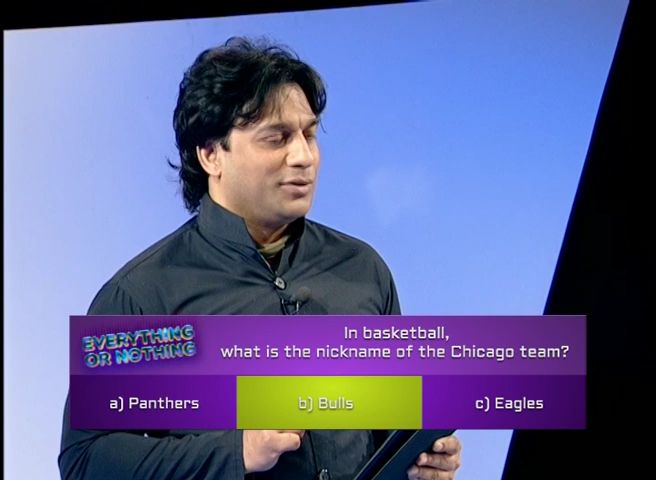 EVERYTHING
OR NOTHING
In basketball,
what is the nickname of the Chicago team?
a) Panthers
b) Bulls
c) Eagles